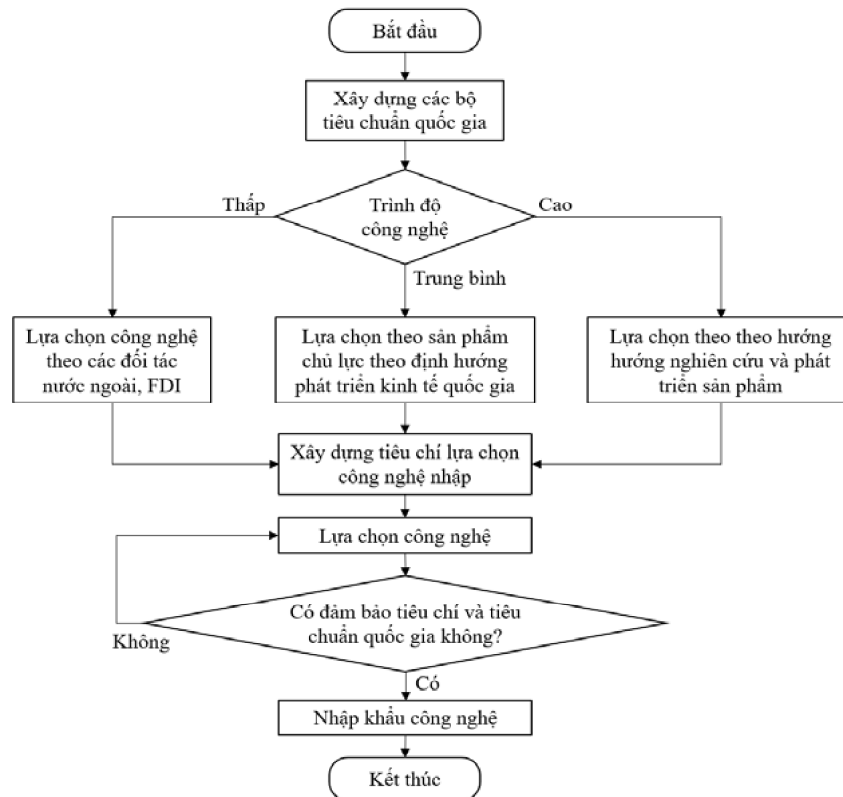 Bắt đầu
Xây dựng các bộ
tiêu chuẩn quốc gia
Thấp
Trình độ
công nghệ
Cao
Trung bình
Lựa chọn công nghệ
theo các đối tác
nước ngoài, FDI
Lựa chọn theo sản phẩm
chủ lực theo định hướng
phát triển kinh tế quốc gia
Lựa chọn theo theo hướng
hướng nghiên cứu và phát
triển sản phẩm
Xây dựng tiêu chí lựa chọn
công nghệ nhập
Lựa chọn công nghệ
Có đảm bảo tiêu chí và tiêu
chuẩn quốc gia không?
Không
Có
Nhập khẩu công nghệ
Kết thúc